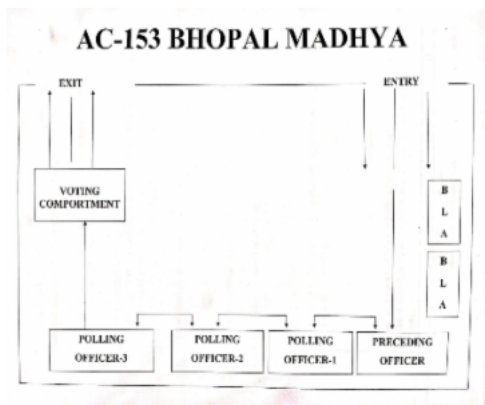 AC-153 BHOPAL MADHYA
EXIT
ENTRY
VOTING
COMPORTMENT
B
L
A
B
L
A
POLLING
OFFICER-3
POLLING
OFFICER-2
POLLING
OFFICER-1
PRECEDING
OFFICER